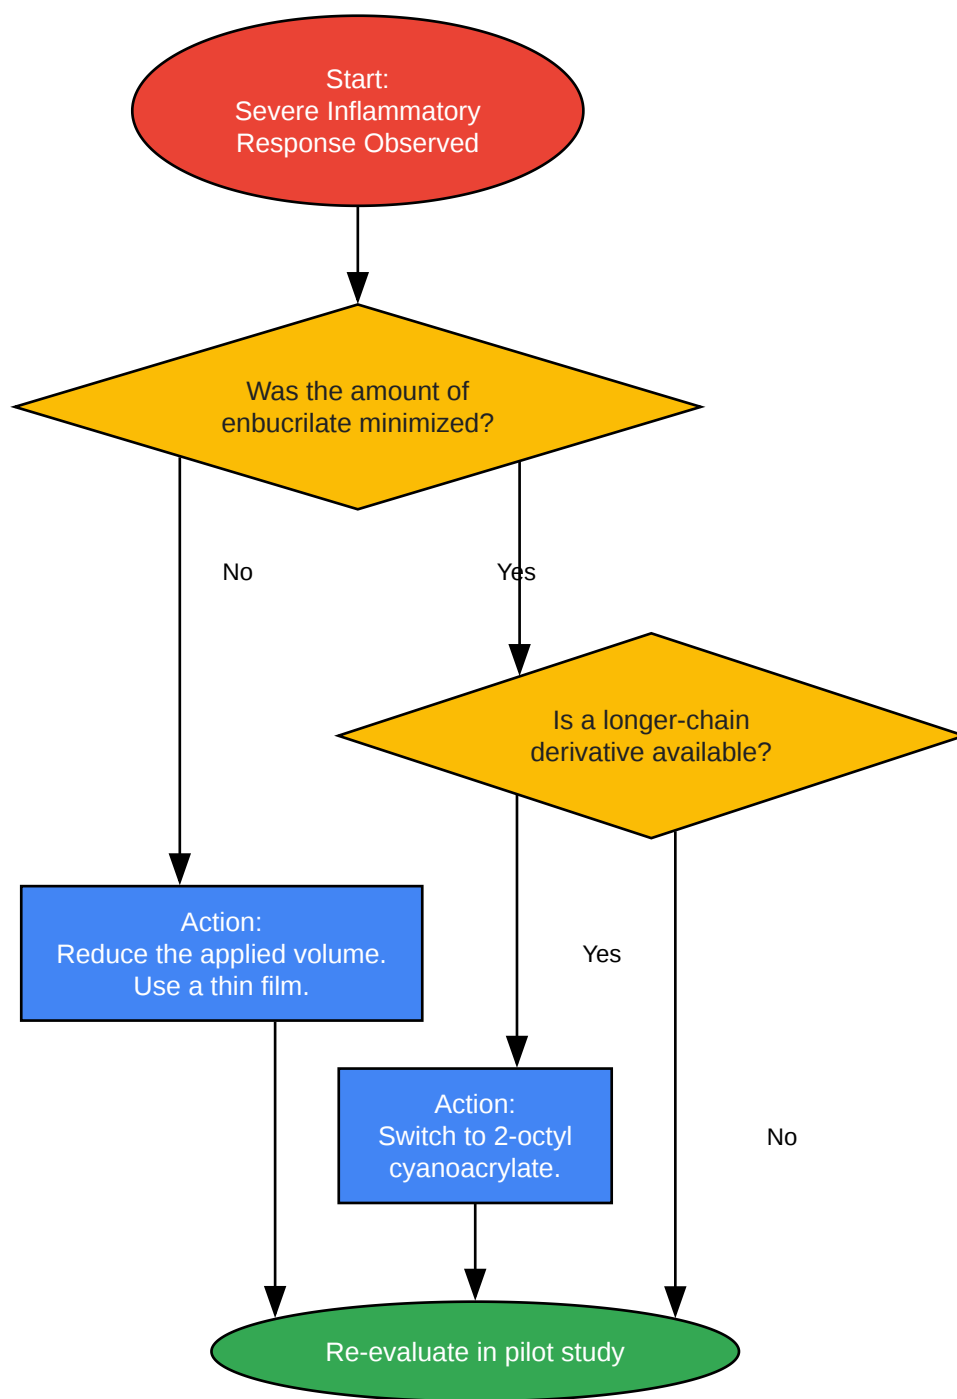 Start:
Severe Inflammatory
Response Observed
Was the amount of
enbucrilate minimized?
No
Yes
Is a longer-chain
derivative available?
Action:
Reduce the applied volume.
Use a thin film.
Yes
Action:
Switch to 2-octyl
cyanoacrylate.
No
Re-evaluate in pilot study